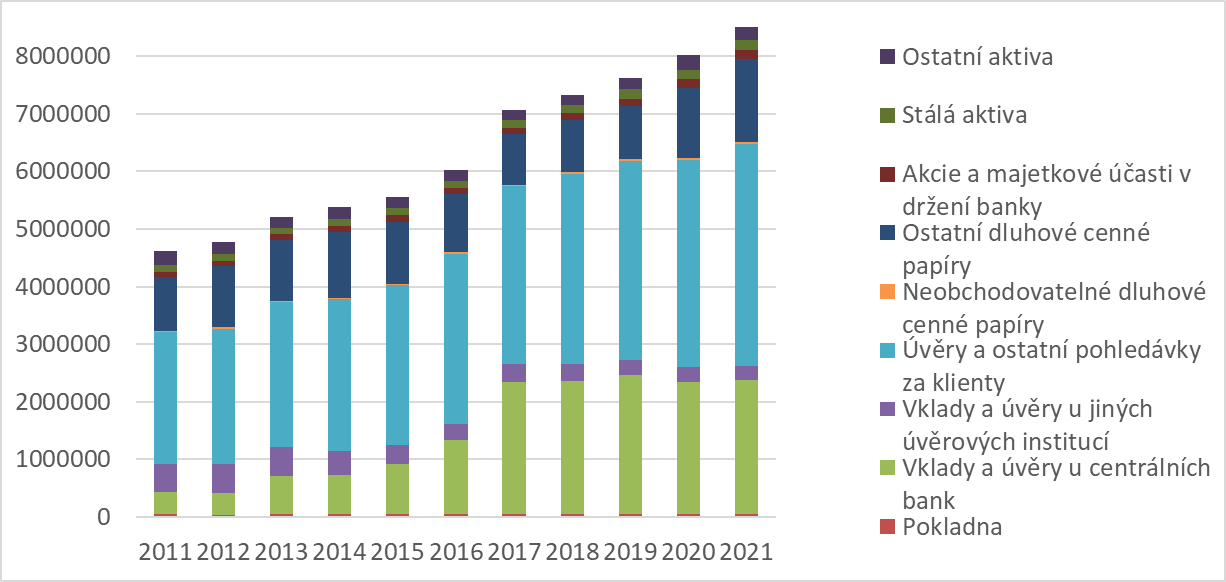 8000000
7000000
6000000
5000000
4000000
3000000
2000000
1000000
0
2011 2012 2013 2014 2015 2016 2017 2018 2019 2020 2021
Ostatní aktiva
Stálá aktiva
Akcie a majetkové účasti v
držení banky
Ostatní dluhové cenné
papíry
Neobchodovatelné dluhové
cenné papíry
Úvěry a ostatní pohledávky
za klienty
Vklady a úvěry u jiných
úvěrových institucí
Vklady a úvěry u centrálních
bank
Pokladna